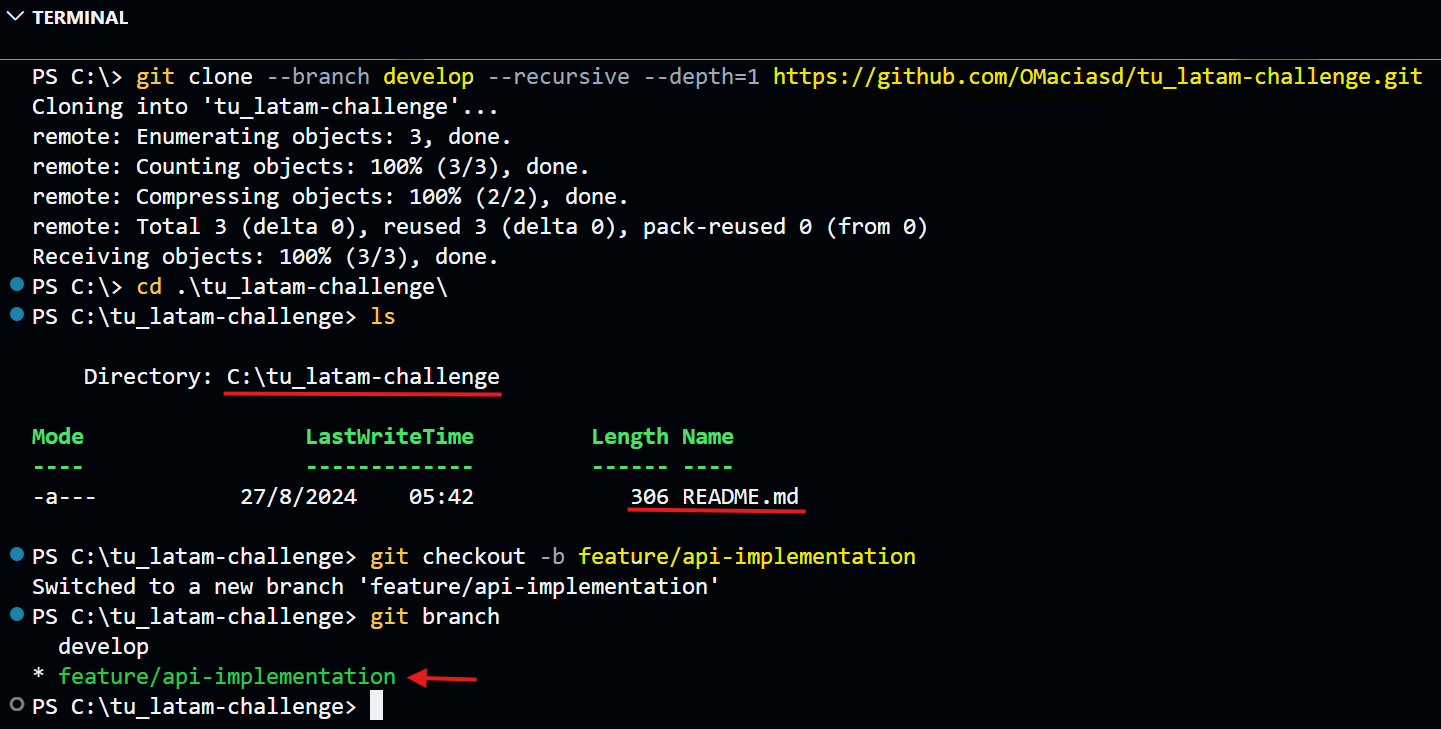 TERMINAL
PS C:\> git clone --branch develop --recursive --depth=1 https://github.com/OMaciasd/tu_latam-challenge.git
Cloning into 'tu_latam-challenge'...
remote: Enumerating objects: 3, done.
remote: Counting objects: 100% (3/3), done.
remote: Compressing objects: 100% (2/2), done.
remote: Total 3 (delta 0), reused 3 (delta 0), pack-reused 0 (from 0)
Receiving objects: 100% (3/3), done.
PS C:\> cd .\tu_latam-challenge\
PS C:\tu_latam-challenge> ls
Directory: C:\tu_latam-challenge
Mode                 LastWriteTime         Length Name
----                 -------------         ------ ----
-a---           27/8/2024    05:42            306 README.md
PS C:\tu_latam-challenge> git checkout -b feature/api-implementation
Switched to a new branch 'feature/api-implementation'
PS C:\tu_latam-challenge> git branch
  develop
* feature/api-implementation
PS C:\tu_latam-challenge>